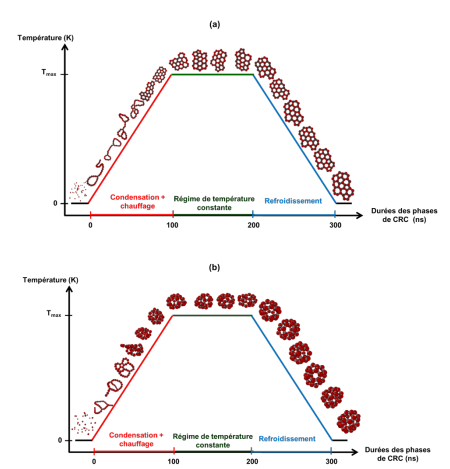 (a)
Température (K)
Tmax
Condensation +
chauffage
Régime de température
constante
Refroidissement
0
0
100
200
300
Durées des phases
de CRC (ns)
(b)
Température (K)
Tmax
Condensation +
chauffage
Régime de température
constante
Refroidissement
0
0
100
200
300
Durées des phases
de CRC (ns)